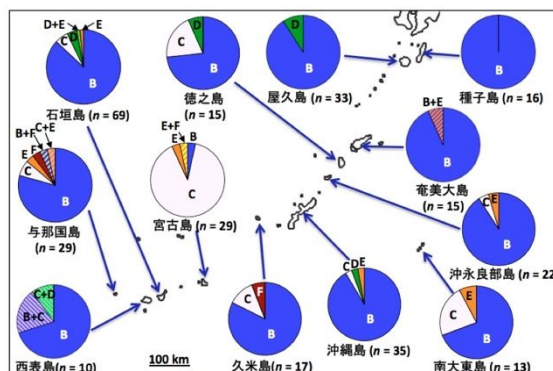 D+E E
C D
B
石垣島 (n = 69)
D
C
B
徳之島
(n = 15)
D
B
屋久島 (n = 33)
B
種子島 (n = 16)
B+F C+E
E F
C
B
与那国島
(n = 29)
E+F B
E
C
宮古島 (n = 29)
B+E
B
奄美大島
(n = 15)
C E
B
沖永良部島 (n = 22)
C+D
B+C
B
西表島(n = 10)
100 km
F
C
B
久米島(n = 17)
C D E
B
沖縄島 (n = 35)
E
C
B
南大東島 (n = 13)